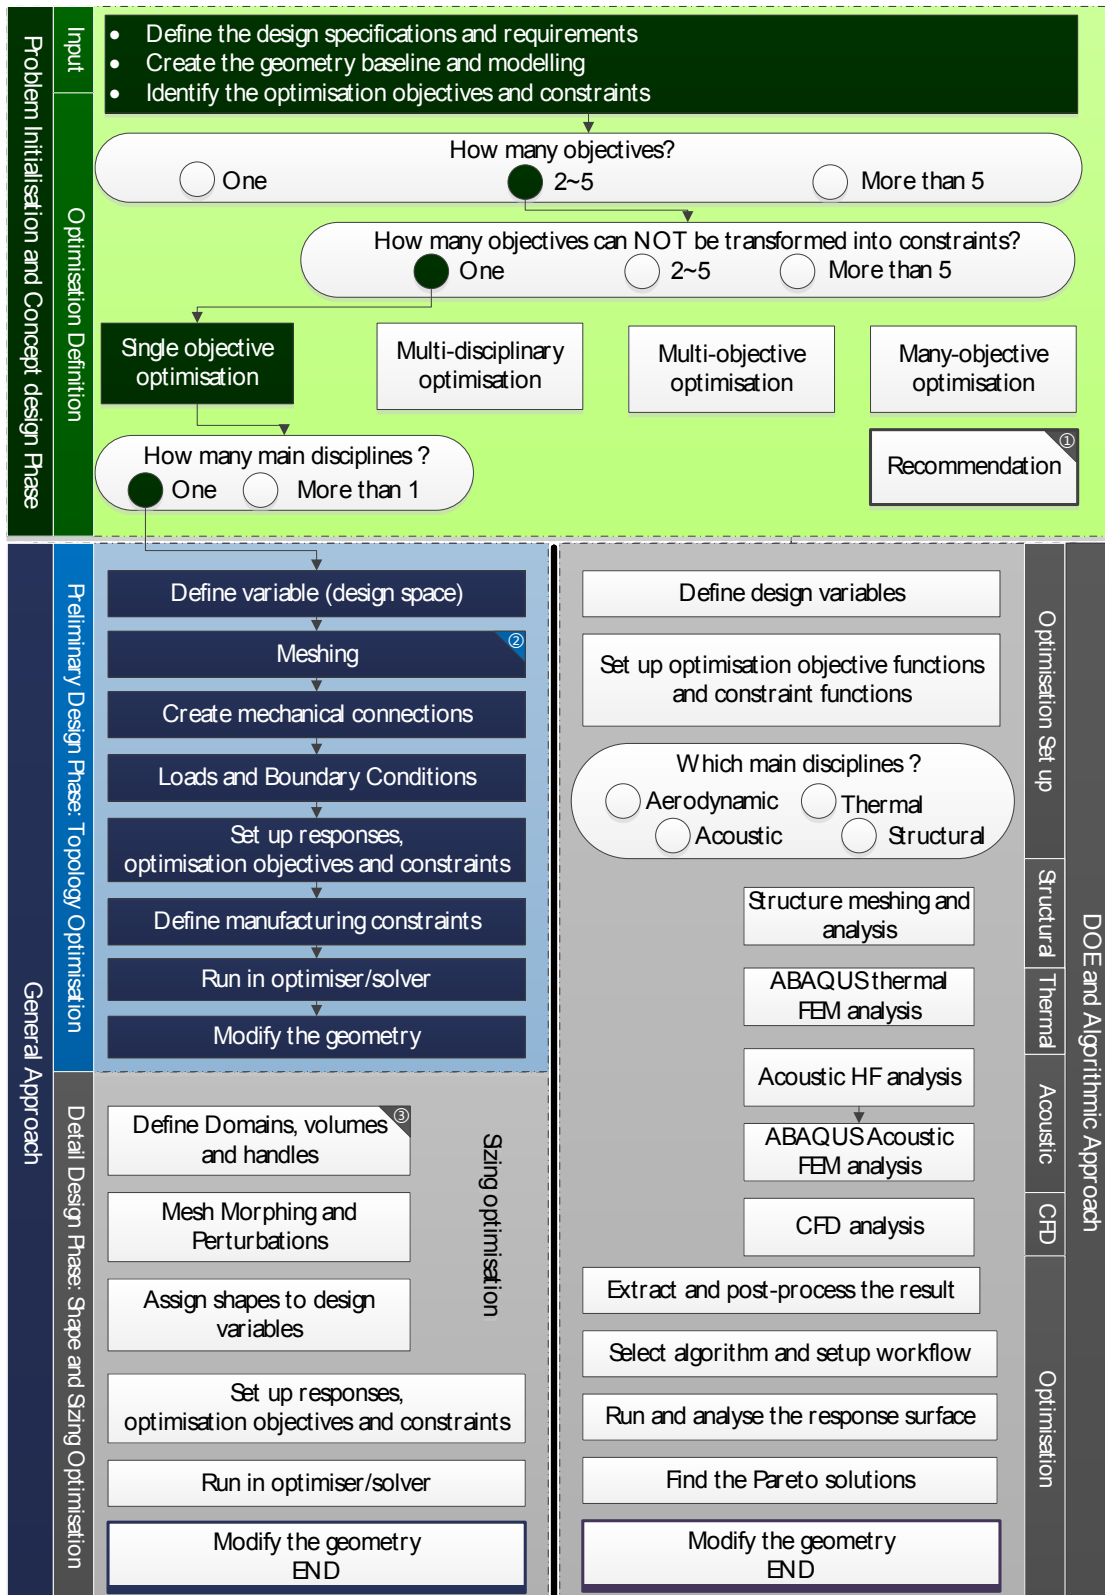 Problem Initialisation and Concept design Phase
Input
• Define the design specifications and requirements
• Create the geometry baseline and modelling
• Identify the optimisation objectives and constraints
Optimisation Definition
How many objectives?
One
2~5
More than 5
How many objectives can NOT be transformed into constraints?
One
2~5
More than 5
Single objective
optimisation
Multi-disciplinary
optimisation
Multi-objective
optimisation
Many-objective
optimisation
How many main disciplines ?
One
More than 1
Recommendation
①
General Approach
Preliminary Design Phase: Topology Optimisation
Define variable (design space)
Meshing
②
Create mechanical connections
Loads and Boundary Conditions
Set up responses,
optimisation objectives and constraints
Define manufacturing constraints
Run in optimiser/solver
Modify the geometry
Detail Design Phase: Shape and Sizing Optimisation
Define Domains, volumes
and handles
③
Mesh Morphing and
Perturbations
Assign shapes to design
variables
Sizing optimisation
Set up responses,
optimisation objectives and constraints
Run in optimiser/solver
Modify the geometry
END
DOE and Algorithmic Approach
Optimisation Set up
Define design variables
Set up optimisation objective functions
and constraint functions
Which main disciplines ?
Aerodynamic
Thermal
Acoustic
Structural
Structural
Structure meshing and
analysis
Thermal
ABAQUS thermal
FEM analysis
Acoustic
Acoustic HF analysis
ABAQUS Acoustic
FEM analysis
CFD
CFD analysis
Optimisation
Extract and post-process the result
Select algorithm and setup workflow
Run and analyse the response surface
Find the Pareto solutions
Modify the geometry
END